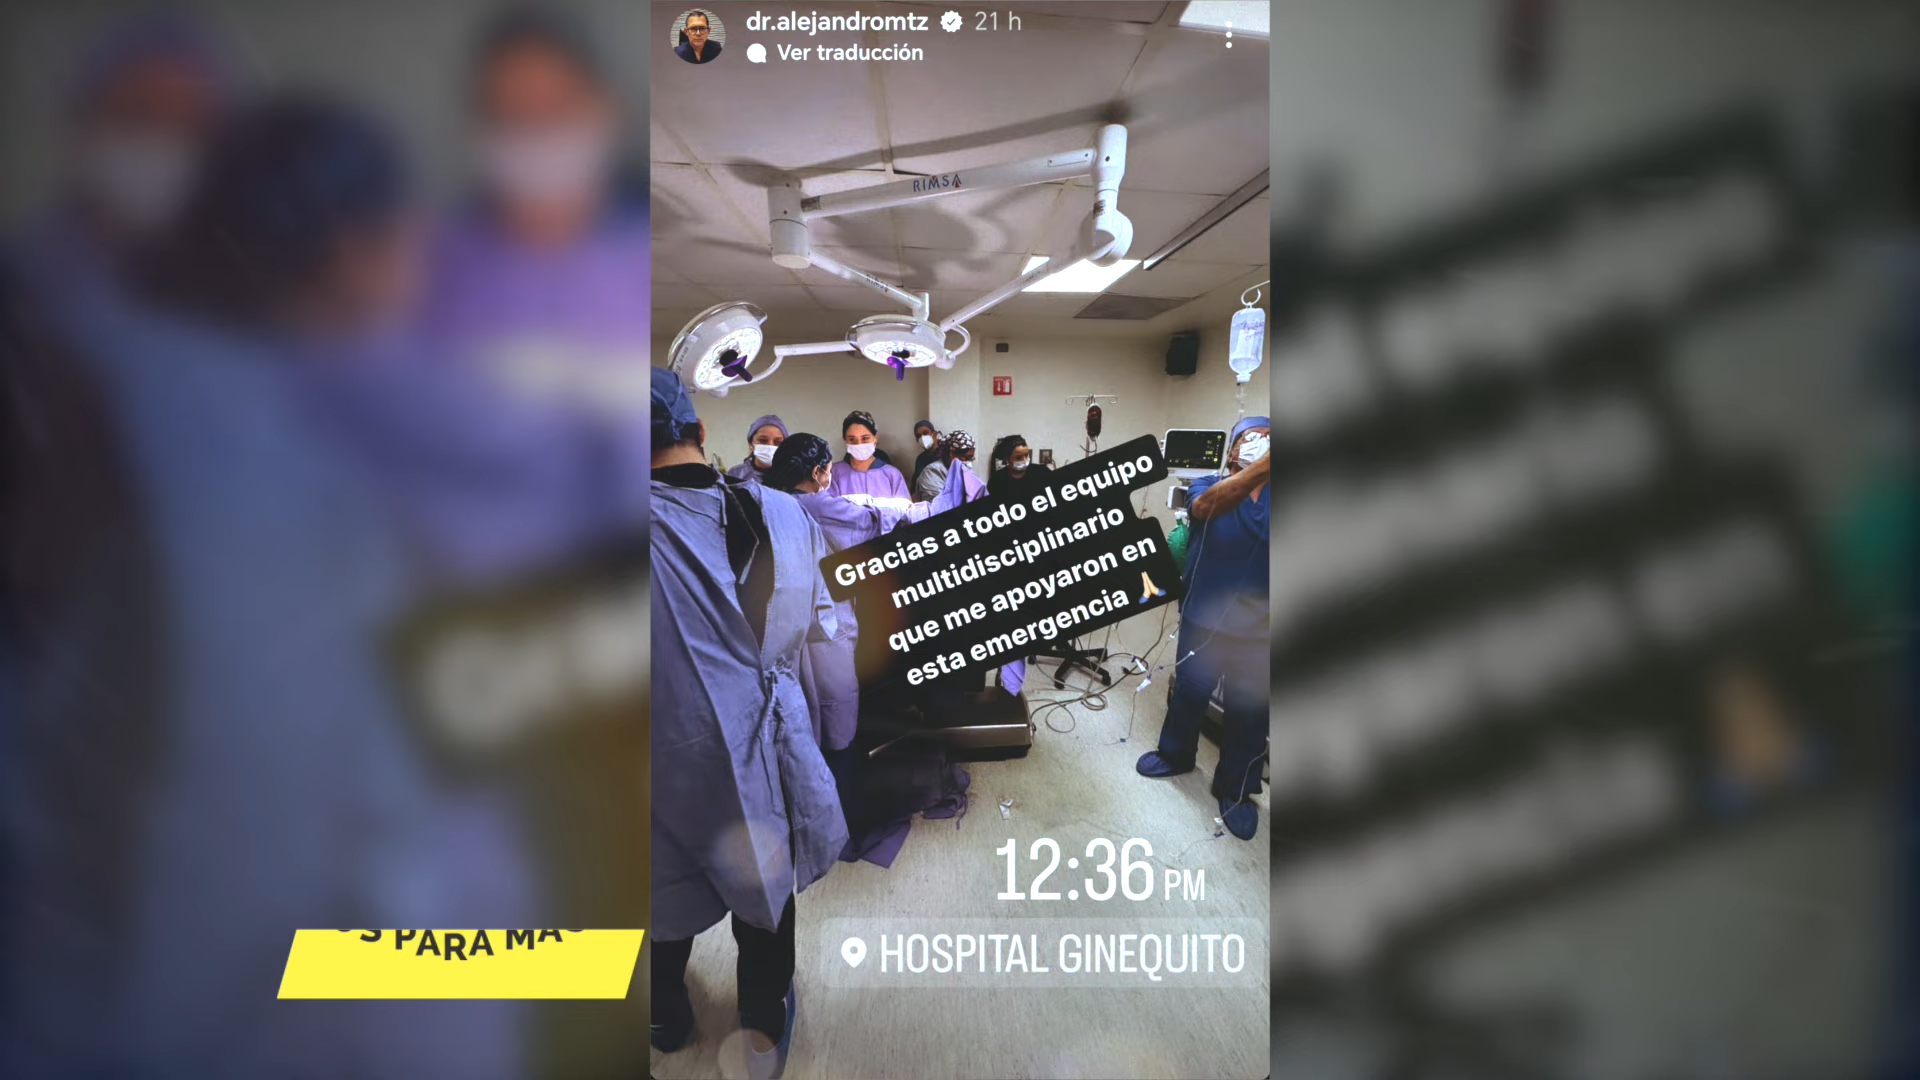 dr.alejandromtz 21 h
Ver traducción
RIMSA
RIMSA
Gracias a todo el equipo
multidisciplinario
que me apoyaron en
esta emergencia 🙏🏻
12:36 PM
HOSPITAL GINEQUITO
PARA